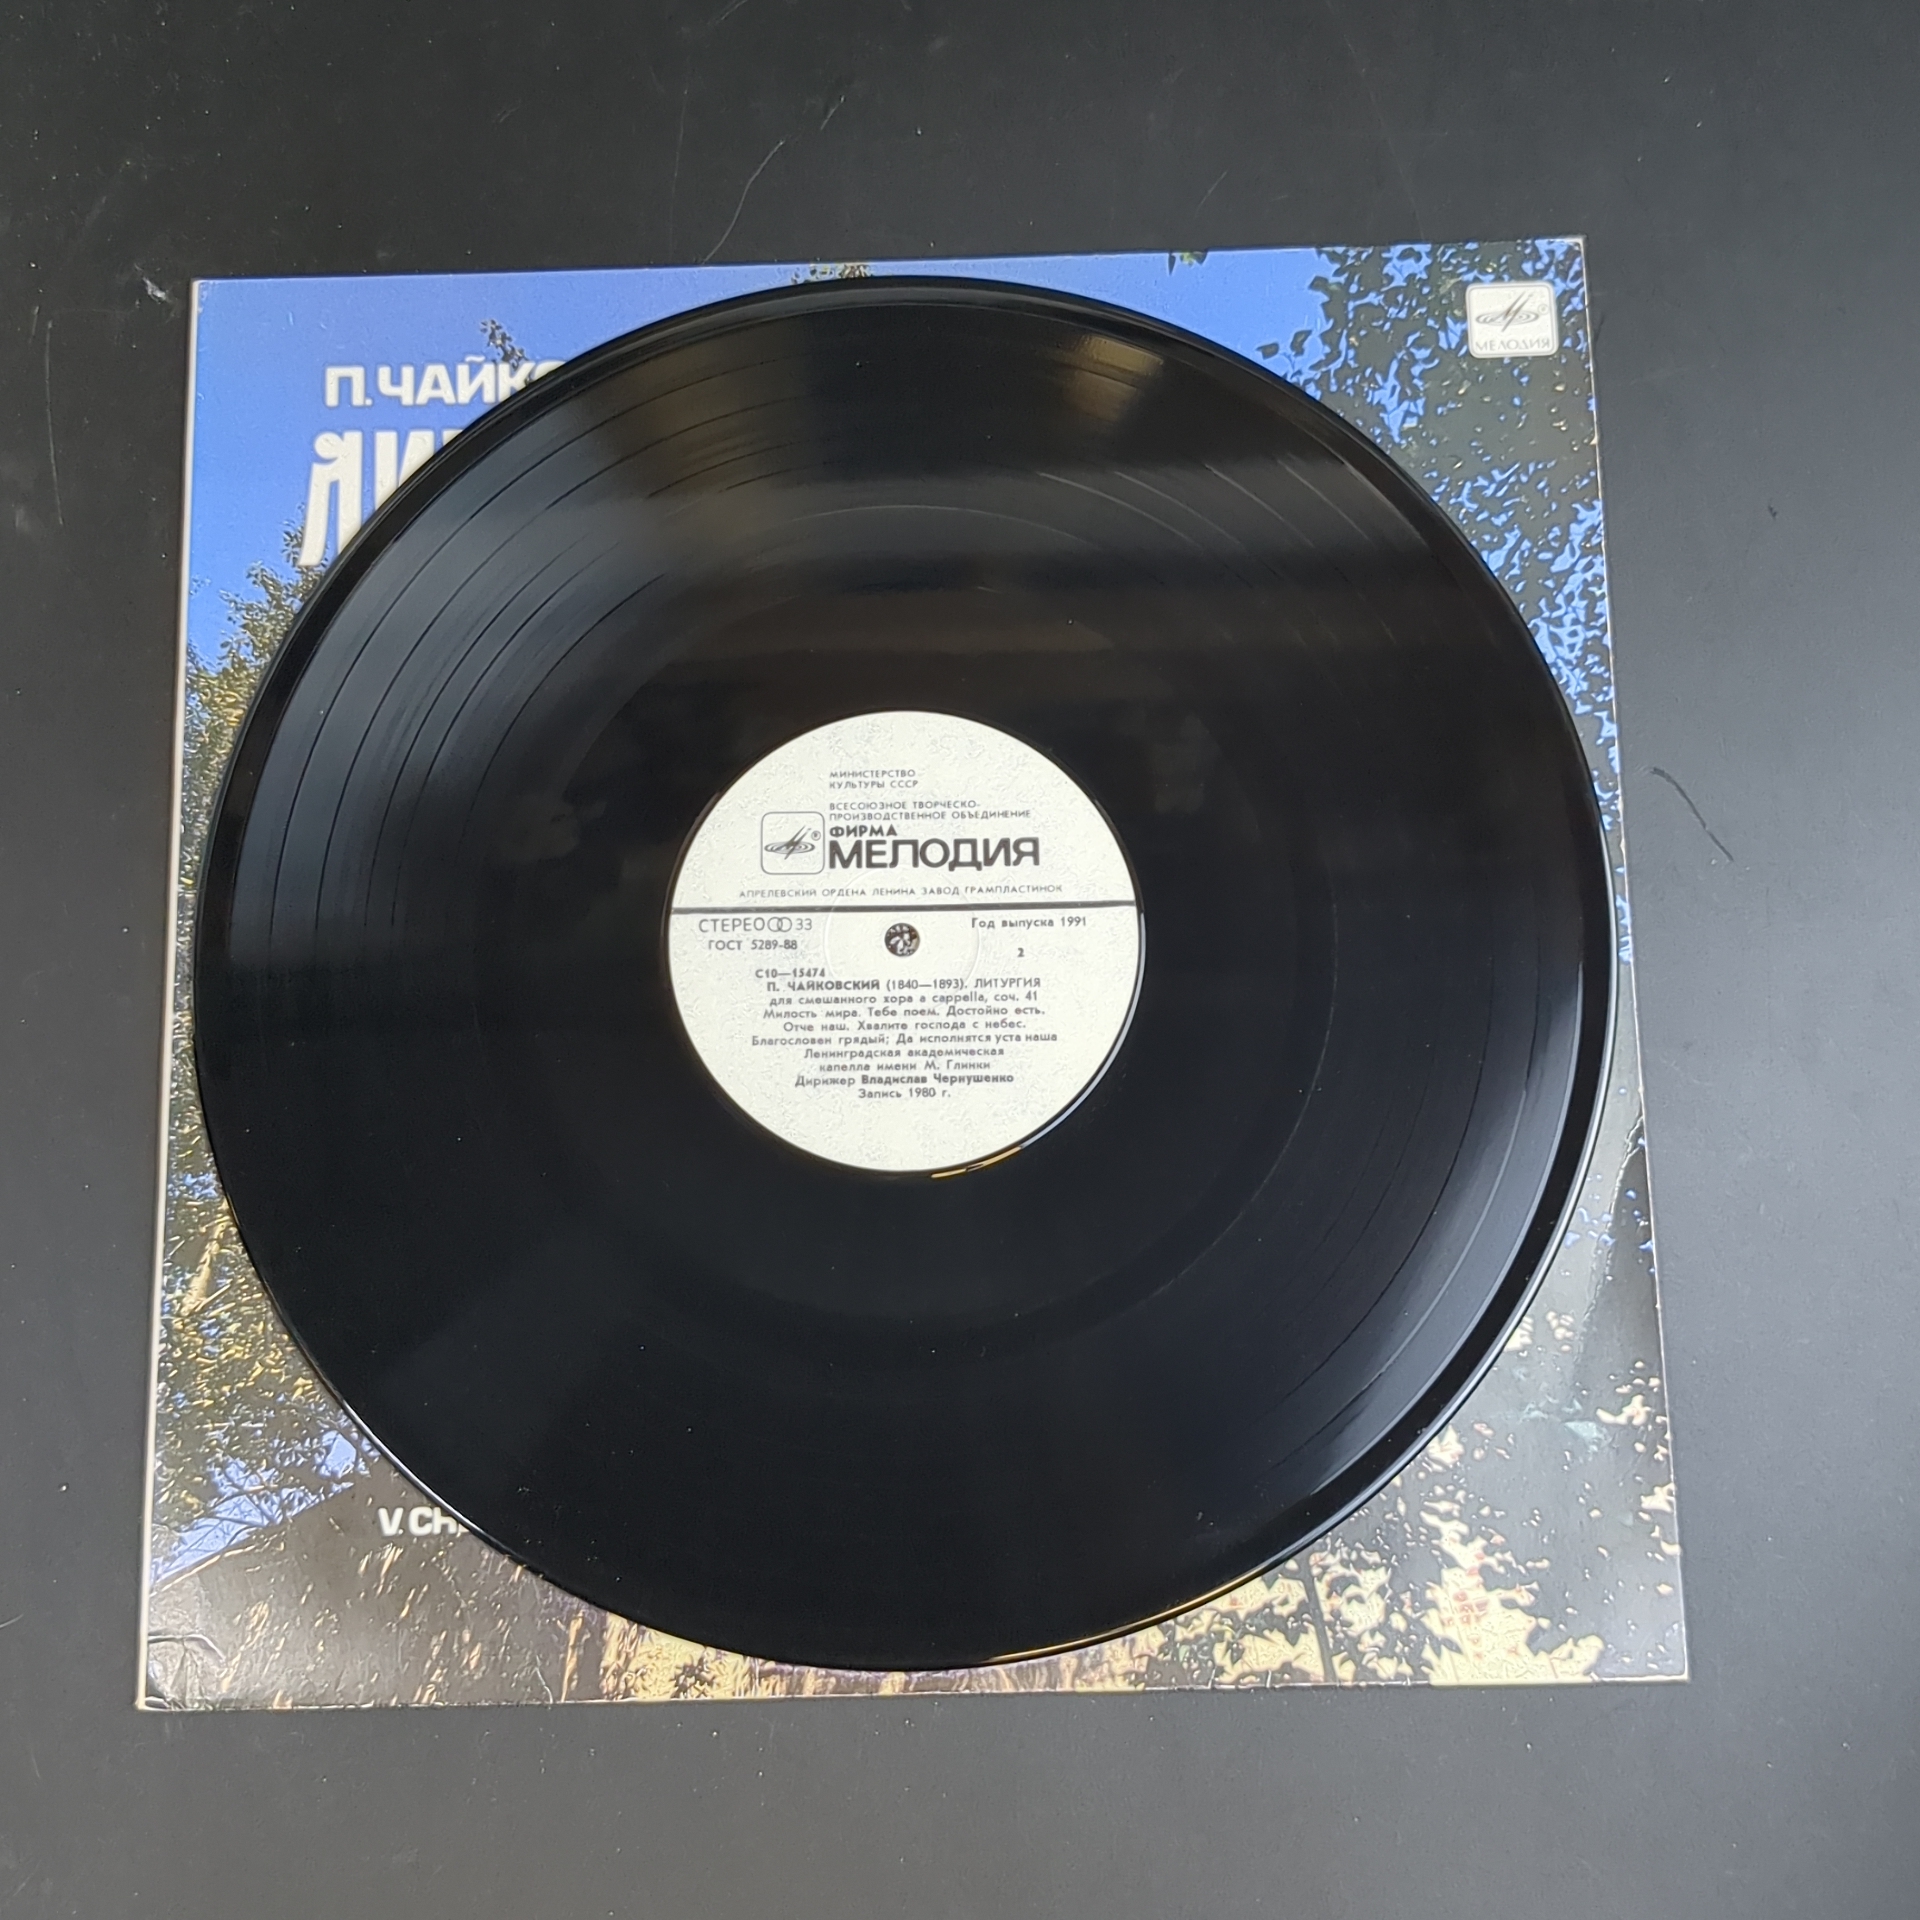 П.ЧАЙК
ЛИ
МЕЛОДИЯ
МИНИСТЕРСТВО
КУЛЬТУРЫ СССР
ВСЕСОЮЗНОЕ ТВОРЧЕСКО-
ПРОИЗВОДСТВЕННОЕ ОБЪЕДИНЕНИЕ
ФИРМА
МЕЛОДИЯ
АПРЕЛЕВСКИЙ ОРДЕНА ЛЕНИНА ЗАВОД ГРАМПЛАСТИНОК
СТЕРЕО 33 Год выпуска 1991
ГОСТ 5289-88 2
С10—15474
П. ЧАЙКОВСКИЙ (1840—1893). ЛИТУРГИЯ
для смешанного хора a cappella, соч. 41
Милость мира. Тебе поем. Достойно есть.
Отче наш. Хвалите господа с небес.
Благословен грядый; Да исполнятся уста наша
Ленинградская академическая
капелла имени М. Глинки
Дирижер Владислав Чернушенко
Запись 1980 г.
V. CH